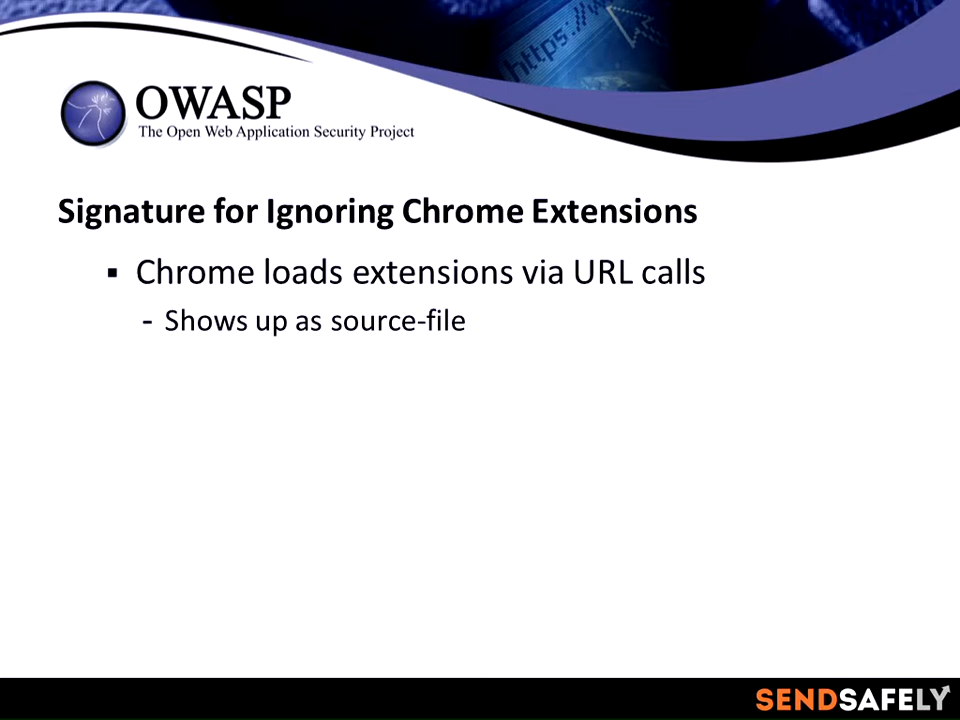 https://w
OWASP
The Open Web Application Security Project
Signature for Ignoring Chrome Extensions
▪ Chrome loads extensions via URL calls
- Shows up as source-file
SENDSAFELY